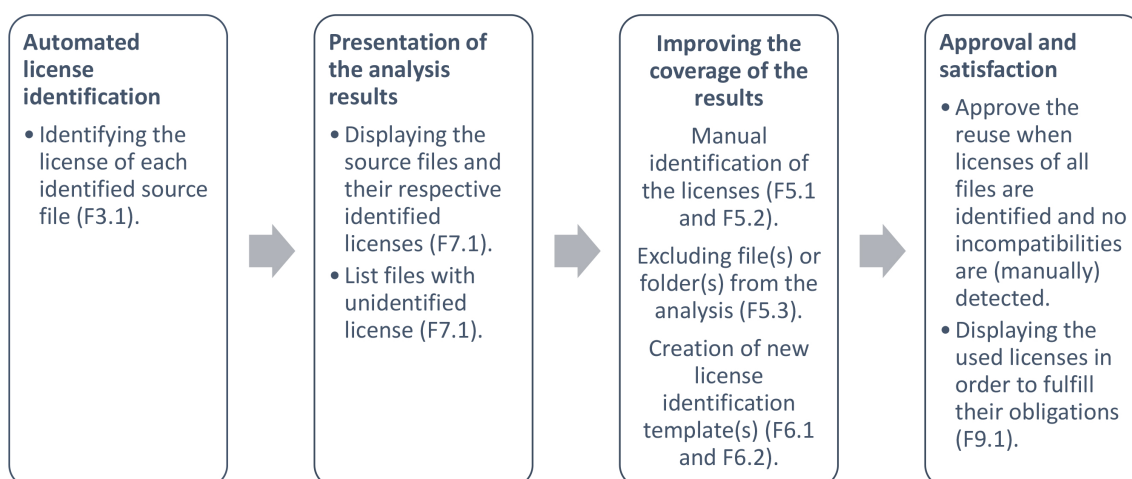 Automated
license
identification
• Identifying the
license of each
identified source
file (F3.1).
Presentation of
the analysis
results
• Displaying the
source files and
their respective
identified
licenses (F7.1).
• List files with
unidentified
license (F7.1).
Improving the
coverage of the
results
Manual
identification of
the licenses (F5.1
and F5.2).
Excluding file(s) or
folder(s) from the
analysis (F5.3).
Creation of new
license
identification
template(s) (F6.1
and F6.2).
Approval and
satisfaction
• Approve the
reuse when
licenses of all
files are
identified and no
incompatibilities
are (manually)
detected.
• Displaying the
used licenses in
order to fulfill
their obligations
(F9.1).